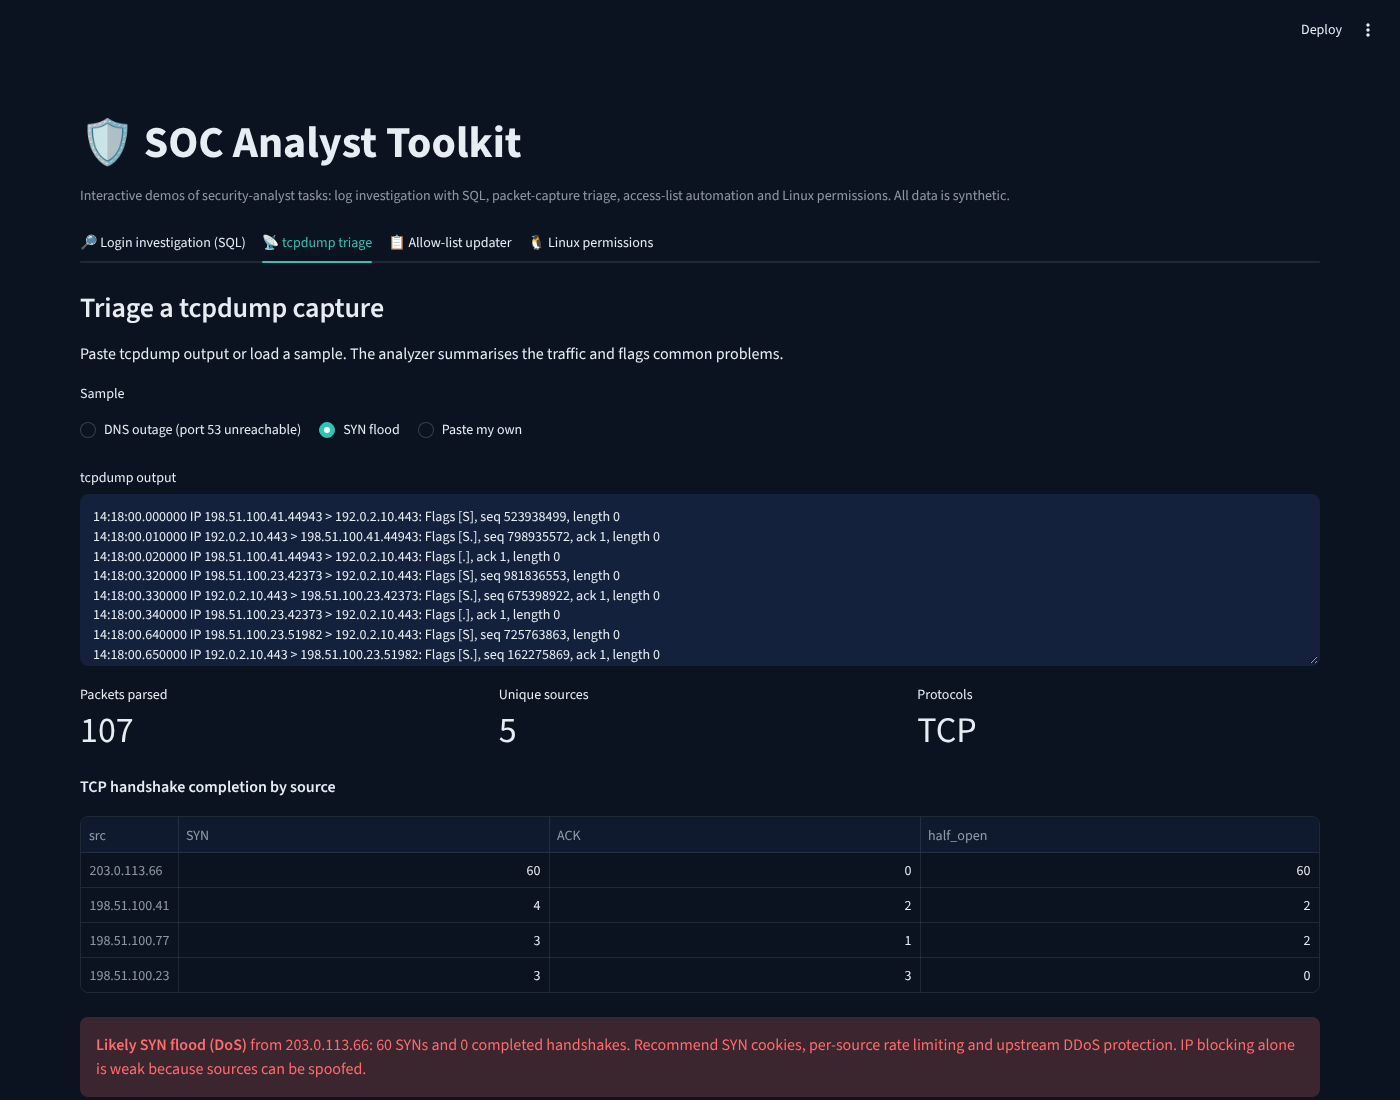 Deploy
🛡️ SOC Analyst Toolkit
Interactive demos of security-analyst tasks: log investigation with SQL, packet-capture triage, access-list automation and Linux permissions. All data is synthetic.
🔎 Login investigation (SQL) 📡 tcpdump triage 📋 Allow-list updater 🐧 Linux permissions
Triage a tcpdump capture
Paste tcpdump output or load a sample. The analyzer summarises the traffic and flags common problems.
Sample
DNS outage (port 53 unreachable) SYN flood Paste my own
tcpdump output
14:18:00.000000 IP 198.51.100.41.44943 > 192.0.2.10.443: Flags [S], seq 523938499, length 0
14:18:00.010000 IP 192.0.2.10.443 > 198.51.100.41.44943: Flags [S.], seq 798935572, ack 1, length 0
14:18:00.020000 IP 198.51.100.41.44943 > 192.0.2.10.443: Flags [.], ack 1, length 0
14:18:00.320000 IP 198.51.100.23.42373 > 192.0.2.10.443: Flags [S], seq 981836553, length 0
14:18:00.330000 IP 192.0.2.10.443 > 198.51.100.23.42373: Flags [S.], seq 675398922, ack 1, length 0
14:18:00.340000 IP 198.51.100.23.42373 > 192.0.2.10.443: Flags [.], ack 1, length 0
14:18:00.640000 IP 198.51.100.23.51982 > 192.0.2.10.443: Flags [S], seq 725763863, length 0
14:18:00.650000 IP 192.0.2.10.443 > 198.51.100.23.51982: Flags [S.], seq 162275869, ack 1, length 0
Packets parsed Unique sources Protocols
107 5 TCP
TCP handshake completion by source
src SYN ACK half_open
203.0.113.66 60 0 60
198.51.100.41 4 2 2
198.51.100.77 3 1 2
198.51.100.23 3 3 0
Likely SYN flood (DoS) from 203.0.113.66: 60 SYNs and 0 completed handshakes. Recommend SYN cookies, per-source rate limiting and upstream DDoS protection. IP blocking alone
is weak because sources can be spoofed.